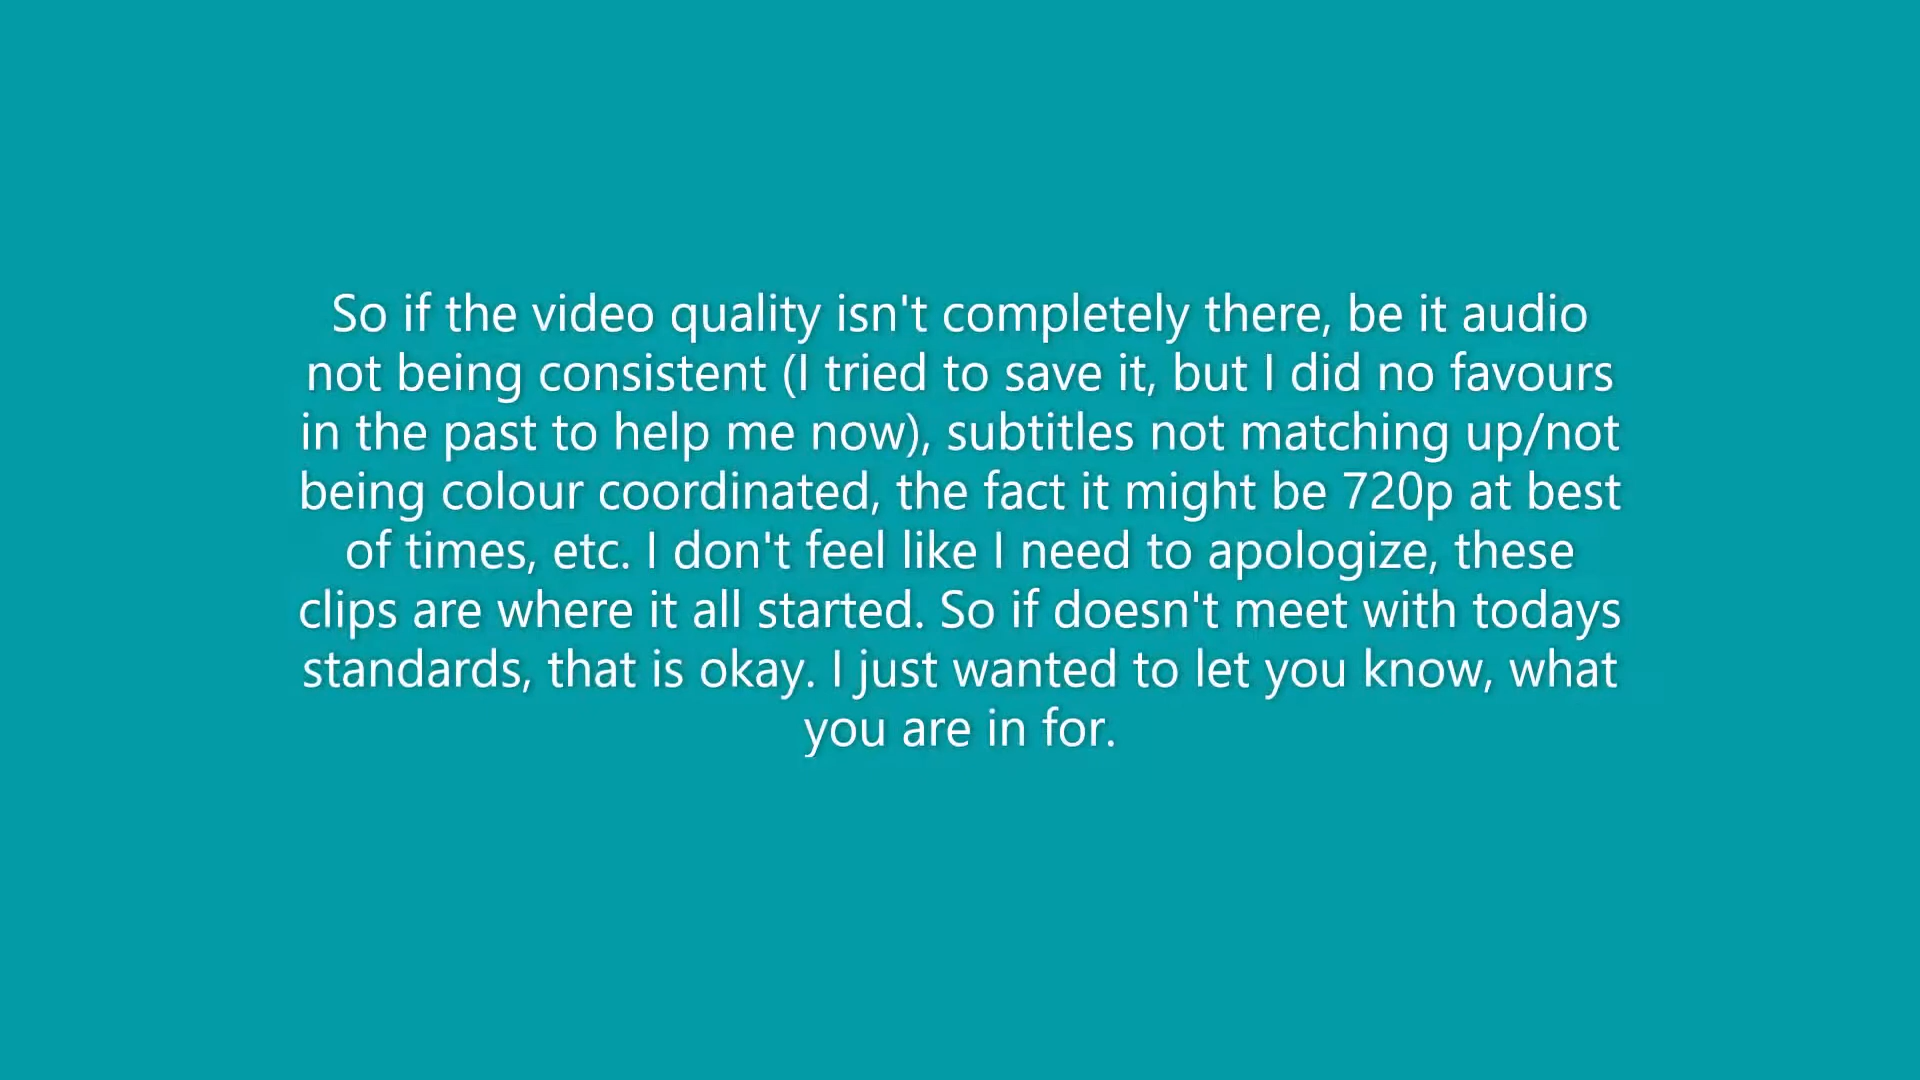 So if the video quality isn't completely there, be it audio
not being consistent (I tried to save it, but I did no favours
in the past to help me now), subtitles not matching up/not
being colour coordinated, the fact it might be 720p at best
of times, etc. I don't feel like I need to apologize, these
clips are where it all started. So if doesn't meet with todays
standards, that is okay. I just wanted to let you know, what
you are in for.